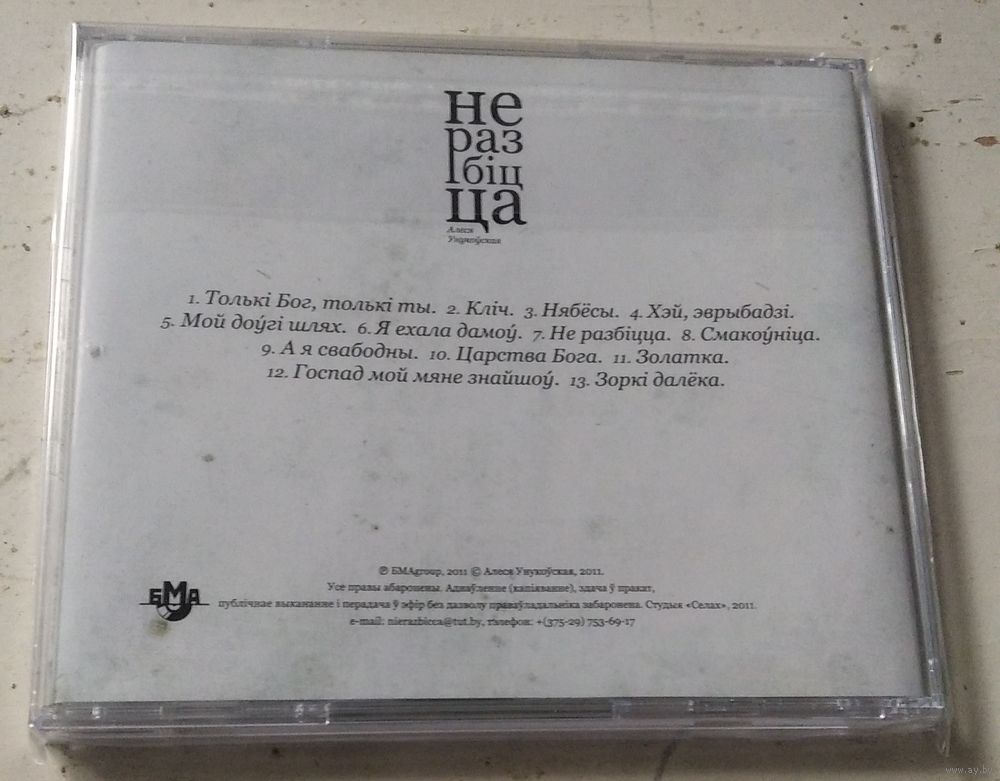 не
раз
біц
ца
Алеся
Унукоўская
1. Толькі Бог, толькі ты. 2. Кліч. 3. Нябёсы. 4. Хэй, эврыбадзі.
5. Мой доўгі шлях. 6. Я ехала дамоў. 7. Не разбіцца. 8. Смакоўніца.
9. А я свабодны. 10. Царства Бога. 11. Золатка.
12. Госпад мой мяне знайшоў. 13. Зоркі далёка.
℗ БМАgroup, 2011 © Алеся Унукоўская, 2011.
Усе правы абаронены. Аднаўленне (капіяванне), здача ў пракат,
публічнае выкананне і перадача ў эфір без дазволу праваўладальніка забаронена. Студыя «Селах», 2011.
e-mail: nierazbicca@tut.by, тэлефон: +(375-29) 753-69-17
БМА
www.ay.by